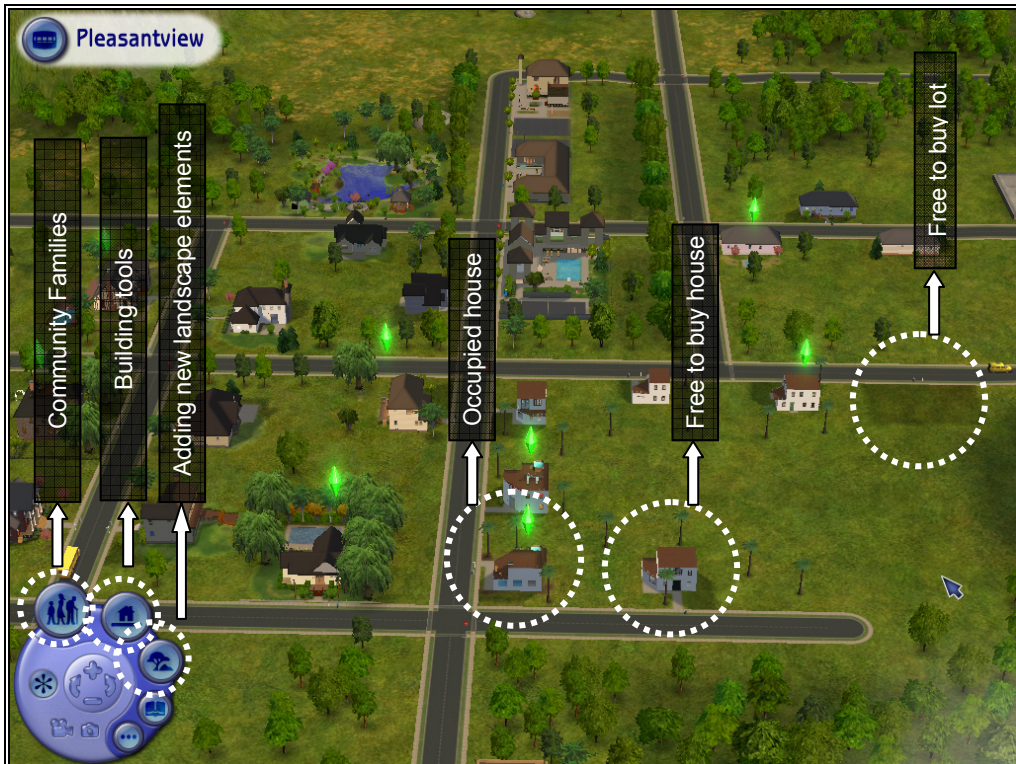 Pleasantview
Community Families
Building tools
Adding new landscape elements
Occupied house
Free to buy house
Free to buy lot